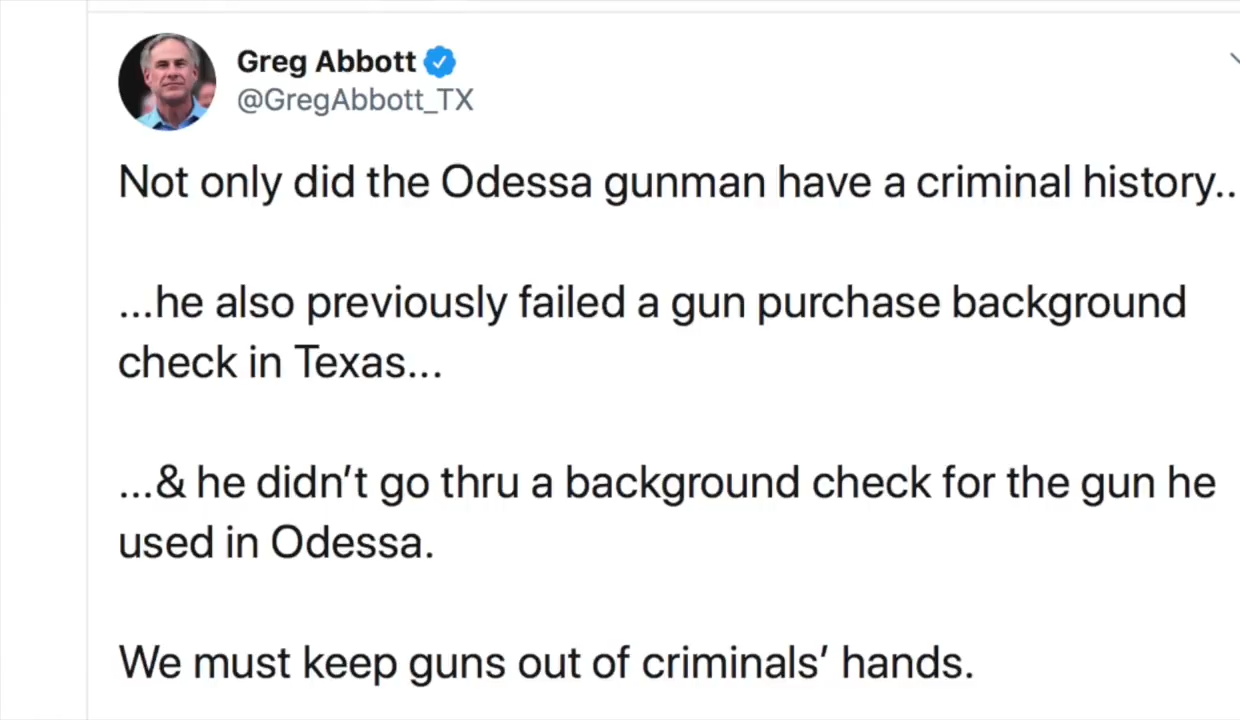 Greg Abbott
@GregAbbott_TX
Not only did the Odessa gunman have a criminal history..
...he also previously failed a gun purchase background
check in Texas...
...& he didn’t go thru a background check for the gun he
used in Odessa.
We must keep guns out of criminals’ hands.